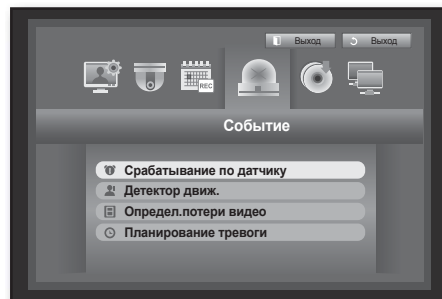 Выход Выход
REC
Событие
Срабатывание по датчику
Детектор движ.
Определ.потери видео
Планирование тревоги